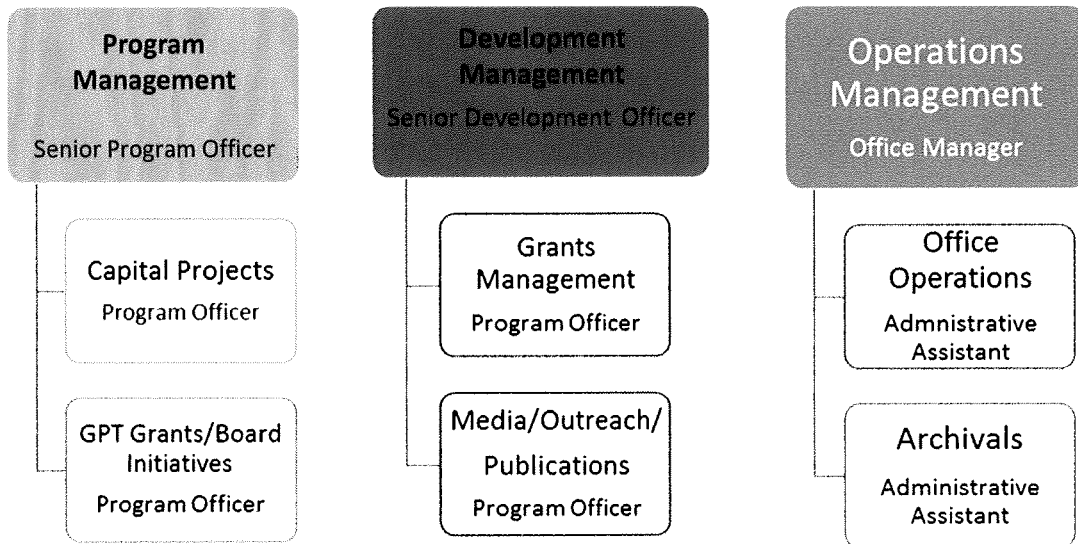 Program
Management
Senior Program Officer
Capital Projects
Program Officer
GPT Grants/Board
Initiatives
Program Officer
Development
Management
Senior Development Officer
Grants
Management
Program Officer
Media/Outreach/
Publications
Program Officer
Operations
Management
Office Manager
Office
Operations
Admnistrative
Assistant
Archivals
Administrative
Assistant